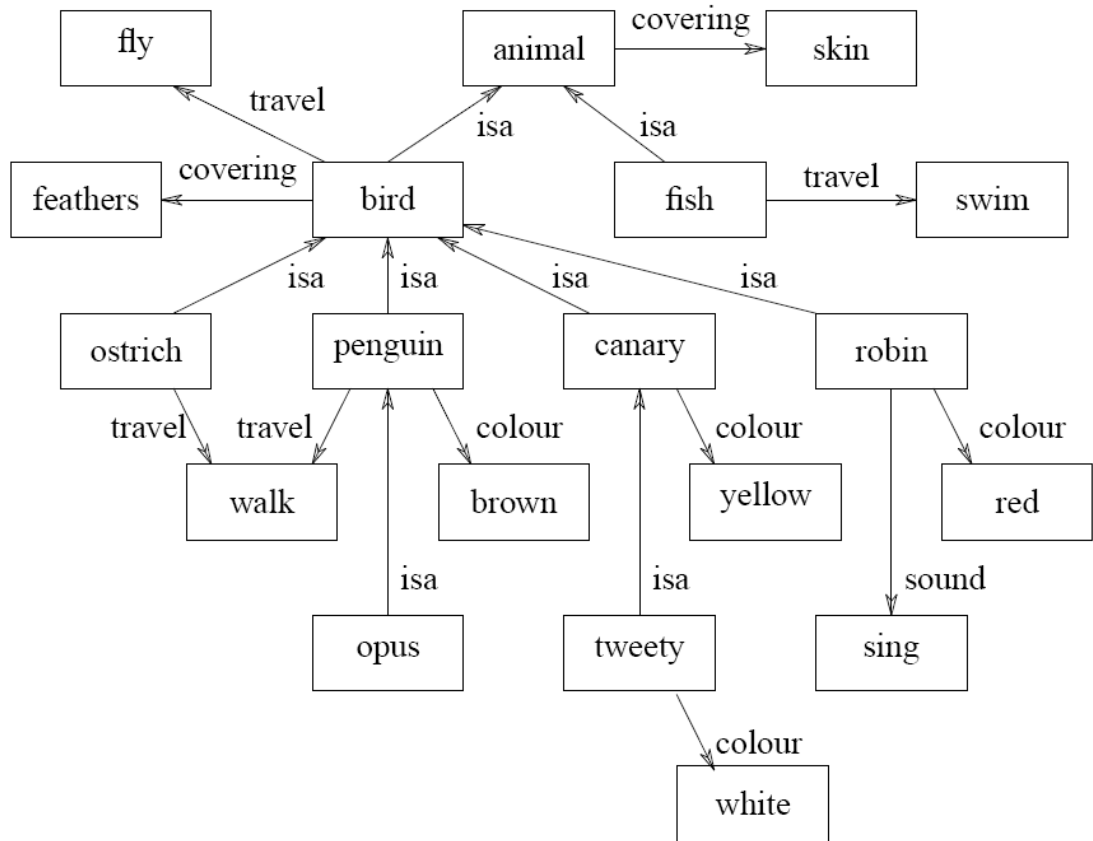 fly
animal
covering
skin
travel
isa
isa
feathers
covering
bird
fish
travel
swim
isa
isa
isa
isa
ostrich
penguin
canary
robin
travel
travel
colour
colour
colour
walk
brown
yellow
red
isa
isa
sound
opus
tweety
sing
colour
white